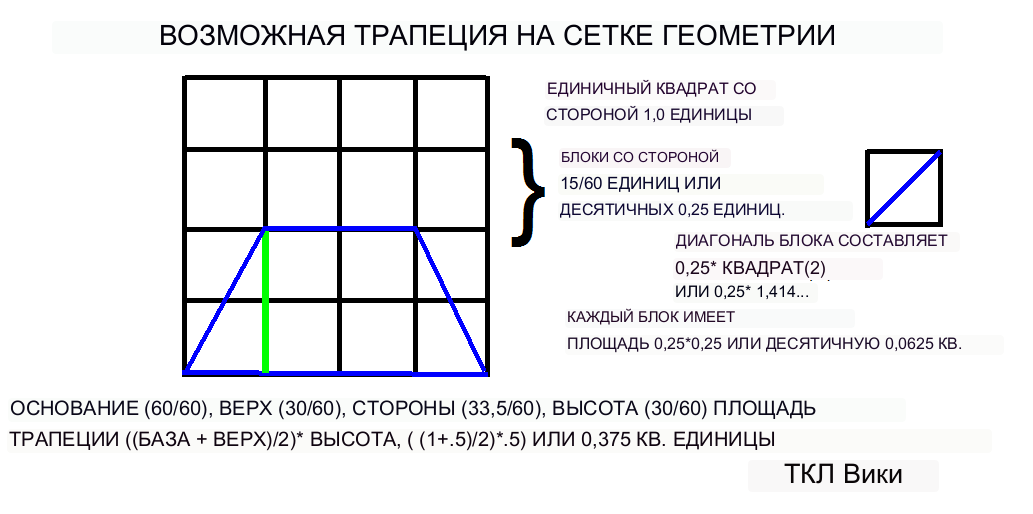 ВОЗМОЖНАЯ ТРАПЕЦИЯ НА СЕТКЕ ГЕОМЕТРИИ
ЕДИНИЧНЫЙ КВАДРАТ СО
СТОРОНОЙ 1,0 ЕДИНИЦЫ
}
БЛОКИ СО СТОРОНОЙ
15/60 ЕДИНИЦ ИЛИ
ДЕСЯТИЧНЫХ 0,25 ЕДИНИЦ.
ДИАГОНАЛЬ БЛОКА СОСТАВЛЯЕТ
0,25* КВАДРАТ(2)
ИЛИ 0,25* 1,414...
КАЖДЫЙ БЛОК ИМЕЕТ
ПЛОЩАДЬ 0,25*0,25 ИЛИ ДЕСЯТИЧНУЮ 0,0625 КВ.
ОСНОВАНИЕ (60/60), ВЕРХ (30/60), СТОРОНЫ (33,5/60), ВЫСОТА (30/60) ПЛОЩАДЬ
ТРАПЕЦИИ ((БАЗА + ВЕРХ)/2)* ВЫСОТА, ( (1+.5)/2)*.5) ИЛИ 0,375 КВ. ЕДИНИЦЫ
ТКЛ Вики